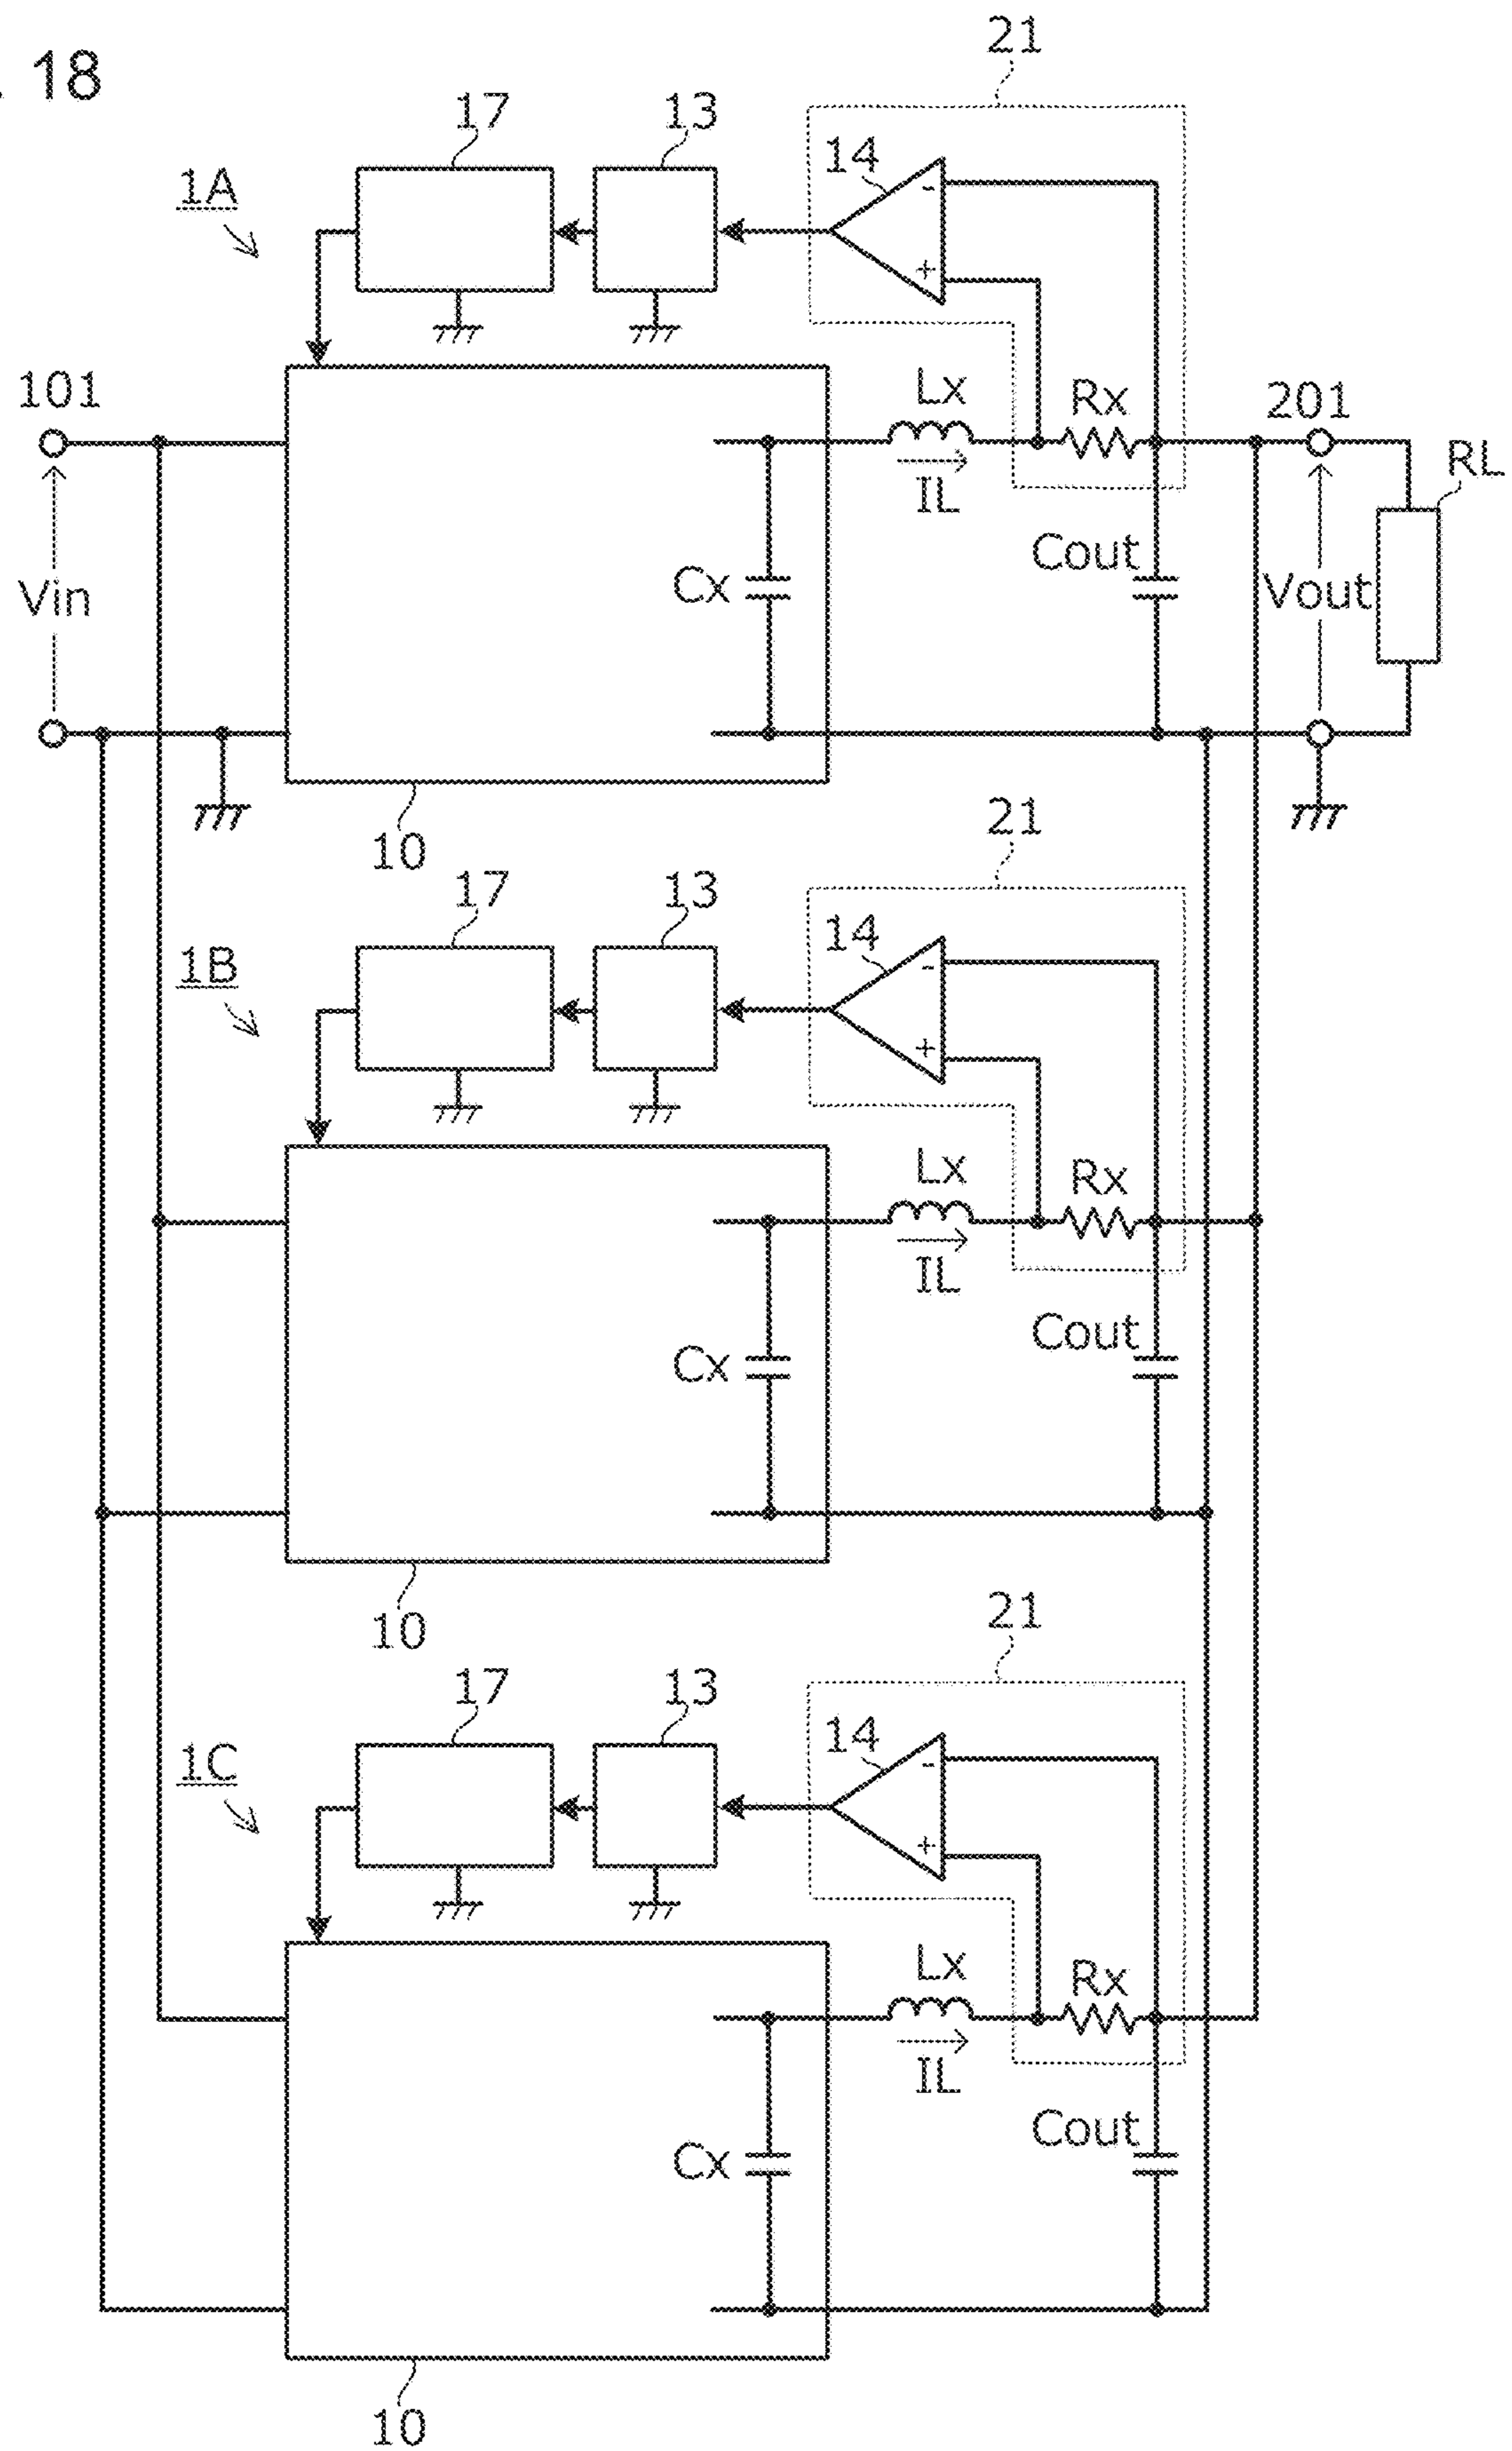 . 18
21
17
13
14
1A
-
+
101
Lx
Rx
201
RL
IL
Vin
Cx
Cout
Vout
10
21
17
13
14
1B
-
+
Lx
Rx
IL
Cx
Cout
10
21
17
13
14
1C
-
+
Lx
Rx
IL
Cx
Cout
10